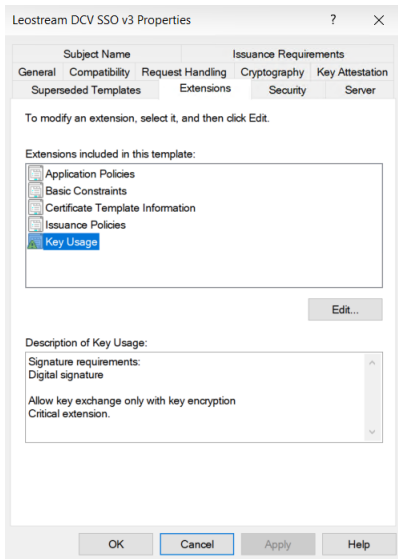 Leostream DCV SSO v3 Properties ? ×
Subject Name Issuance Requirements
General Compatibility Request Handling Cryptography Key Attestation
Superseded Templates Extensions Security Server
To modify an extension, select it, and then click Edit.
Extensions included in this template:
Application Policies
Basic Constraints
Certificate Template Information
Issuance Policies
Key Usage
Edit...
Description of Key Usage:
Signature requirements:
Digital signature
Allow key exchange only with key encryption
Critical extension.
OK Cancel Apply Help